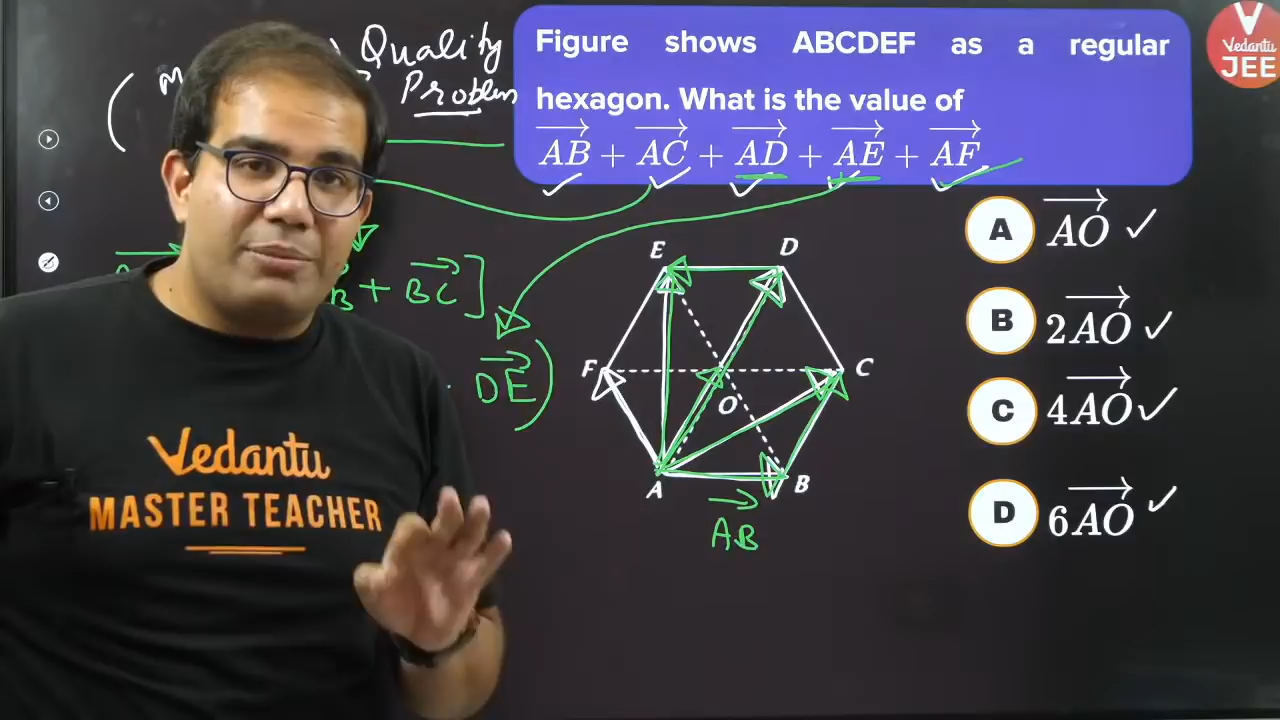 Quality
Problem
(
Figure shows ABCDEF as a regular
hexagon. What is the value of
AB + AC + AD + AE + AF.
Vedantu
JEE
A AO
B 2AO
C 4AO
D 6AO
B + BC]
DE)
E D
F C
O
A B
AB
Vedantu
MASTER TEACHER